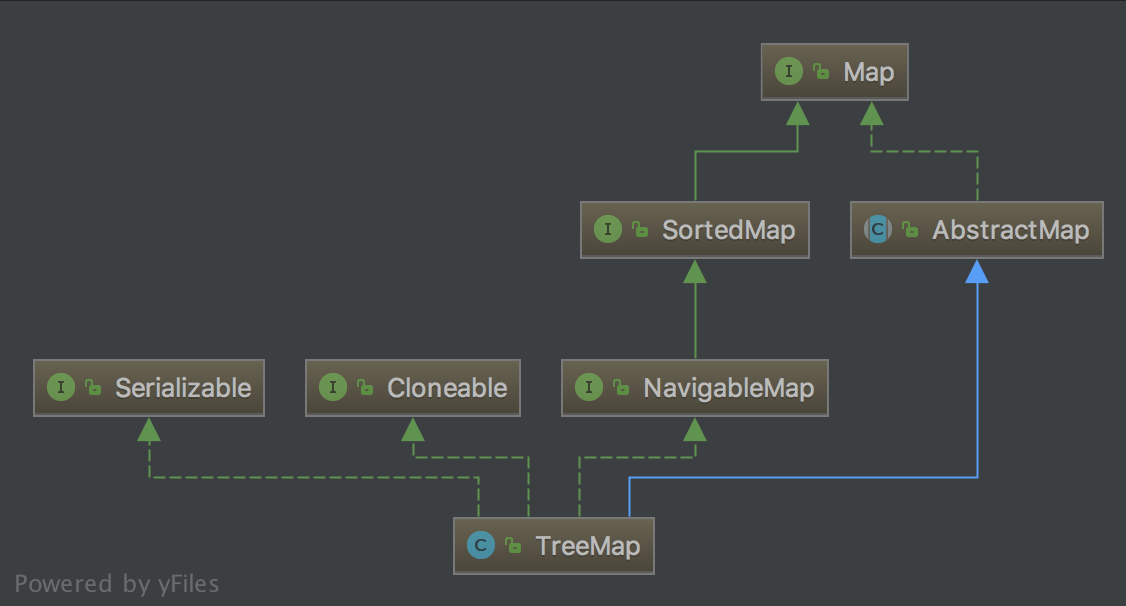 I Map
I SortedMap
C AbstractMap
I Serializable
I Cloneable
I NavigableMap
C TreeMap
Powered by yFiles